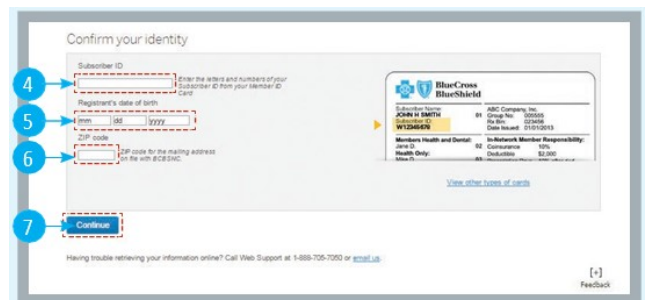 Confirm your identity
Subscriber ID
4
Enter the letters and numbers of your
Subscriber ID from your Member ID
Card
Registrant's date of birth
5
mm dd yyyy
ZIP code
6
ZIP code for the mailing address
on file with BCBSMC.
BlueCross
BlueShield
Subscriber Name:
JOHN H SMITH 01
Subscriber ID:
W12345678
ABC Company, Inc.
Group No: 005555
Rx Bin: 023456
Date Issued: 01/01/2013
Members Health and Dental:
Jane D. 02
Health Only:
Mike D. 03
In-Network Member Responsibility:
Coinsurance 10%
Deductible $2,000
View other types of cards
7
Continue
Having trouble retrieving your information online? Call Web Support at 1-888-705-7050 or email us.
[+]
Feedback